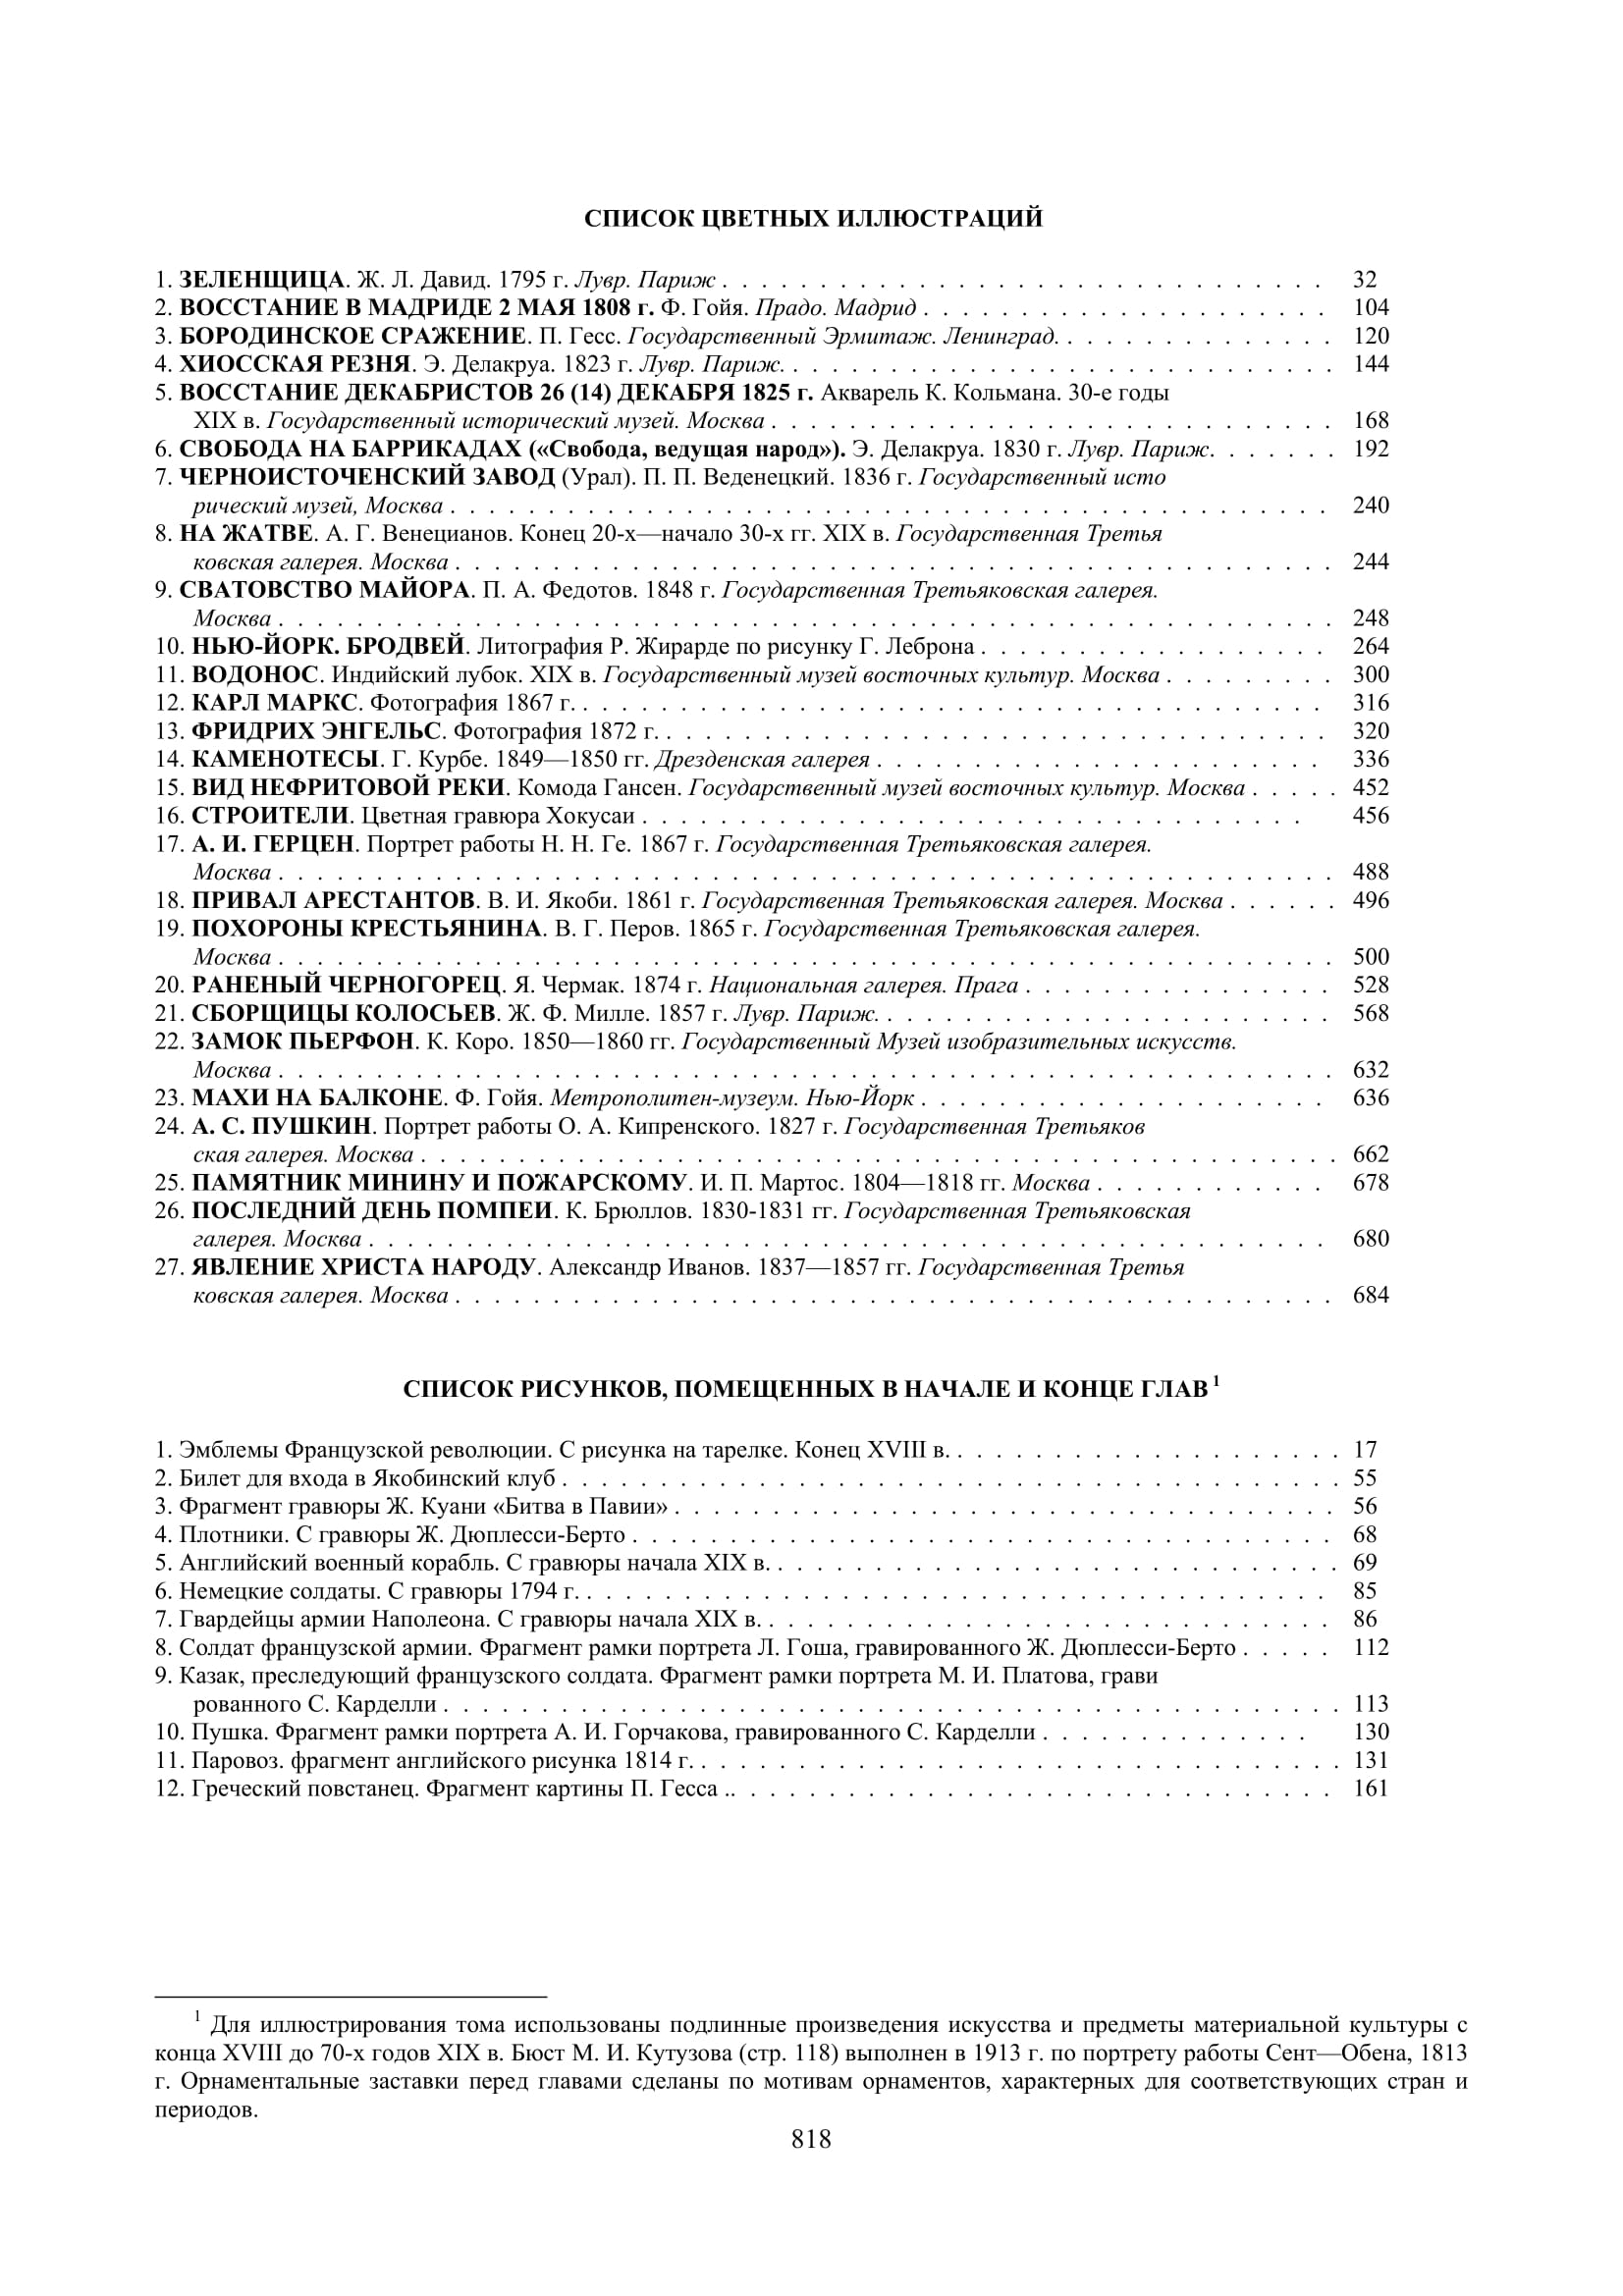 СПИСОК ЦВЕТНЫХ ИЛЛЮСТРАЦИЙ
1. ЗЕЛЕНЩИЦА. Ж. Л. Давид. 1795 г. Лувр. Париж . . . . . . . . . . 32
2. ВОССТАНИЕ В МАДРИДЕ 2 МАЯ 1808 г. Ф. Гойя. Прадо. Мадрид . . . . . . . . . . 104
3. БОРОДИНСКОЕ СРАЖЕНИЕ. П. Гесс. Государственный Эрмитаж. Ленинград. . . . . . . . . . . 120
4. ХИОССКАЯ РЕЗНЯ. Э. Делакруа. 1823 г. Лувр. Париж. . . . . . . . . . . 144
5. ВОССТАНИЕ ДЕКАБРИСТОВ 26 (14) ДЕКАБРЯ 1825 г. Акварель К. Кольмана. 30-е годы
XIX в. Государственный исторический музей. Москва . . . . . . . . . . 168
6. СВОБОДА НА БАРРИКАДАХ («Свобода, ведущая народ»). Э. Делакруа. 1830 г. Лувр. Париж. . . . . . . 192
7. ЧЕРНОИСТОЧЕНСКИЙ ЗАВОД (Урал). П. П. Веденецкий. 1836 г. Государственный исто
рический музей, Москва . . . . . . . . . . 240
8. НА ЖАТВЕ. А. Г. Венецианов. Конец 20-х—начало 30-х гг. XIX в. Государственная Третья
ковская галерея. Москва . . . . . . . . . . 244
9. СВАТОВСТВО МАЙОРА. П. А. Федотов. 1848 г. Государственная Третьяковская галерея.
Москва . . . . . . . . . . 248
10. НЬЮ-ЙОРК. БРОДВЕЙ. Литография Р. Жирарде по рисунку Г. Леброна . . . . . . . . . . 264
11. ВОДОНОС. Индийский лубок. XIX в. Государственный музей восточных культур. Москва . . . . . . . . . 300
12. КАРЛ МАРКС. Фотография 1867 г. . . . . . . . . . . 316
13. ФРИДРИХ ЭНГЕЛЬС. Фотография 1872 г. . . . . . . . . . . 320
14. КАМЕНОТЕСЫ. Г. Курбе. 1849—1850 гг. Дрезденская галерея . . . . . . . . . . 336
15. ВИД НЕФРИТОВОЙ РЕКИ. Комода Гансен. Государственный музей восточных культур. Москва . . . . . 452
16. СТРОИТЕЛИ. Цветная гравюра Хокусаи . . . . . . . . . . 456
17. А. И. ГЕРЦЕН. Портрет работы Н. Н. Ге. 1867 г. Государственная Третьяковская галерея.
Москва . . . . . . . . . . 488
18. ПРИВАЛ АРЕСТАНТОВ. В. И. Якоби. 1861 г. Государственная Третьяковская галерея. Москва . . . . . . 496
19. ПОХОРОНЫ КРЕСТЬЯНИНА. В. Г. Перов. 1865 г. Государственная Третьяковская галерея.
Москва . . . . . . . . . . 500
20. РАНЕНЫЙ ЧЕРНОГОРЕЦ. Я. Чермак. 1874 г. Национальная галерея. Прага . . . . . . . . . . 528
21. СБОРЩИЦЫ КОЛОСЬЕВ. Ж. Ф. Милле. 1857 г. Лувр. Париж. . . . . . . . . . . 568
22. ЗАМОК ПЬЕРФОН. К. Коро. 1850—1860 гг. Государственный Музей изобразительных искусств.
Москва . . . . . . . . . . 632
23. МАХИ НА БАЛКОНЕ. Ф. Гойя. Метрополитен-музеум. Нью-Йорк . . . . . . . . . . 636
24. А. С. ПУШКИН. Портрет работы О. А. Кипренского. 1827 г. Государственная Третьяков
ская галерея. Москва . . . . . . . . . . 662
25. ПАМЯТНИК МИНИНУ И ПОЖАРСКОМУ. И. П. Мартос. 1804—1818 гг. Москва . . . . . . . . . . 678
26. ПОСЛЕДНИЙ ДЕНЬ ПОМПЕИ. К. Брюллов. 1830-1831 гг. Государственная Третьяковская
галерея. Москва . . . . . . . . . . 680
27. ЯВЛЕНИЕ ХРИСТА НАРОДУ. Александр Иванов. 1837—1857 гг. Государственная Третья
ковская галерея. Москва . . . . . . . . . . 684
СПИСОК РИСУНКОВ, ПОМЕЩЕННЫХ В НАЧАЛЕ И КОНЦЕ ГЛАВ 1
1. Эмблемы Французской революции. С рисунка на тарелке. Конец XVIII в. . . . . . . . . . . 17
2. Билет для входа в Якобинский клуб . . . . . . . . . . 55
3. Фрагмент гравюры Ж. Куани «Битва в Павии» . . . . . . . . . . 56
4. Плотники. С гравюры Ж. Дюплесси-Берто . . . . . . . . . . 68
5. Английский военный корабль. С гравюры начала XIX в. . . . . . . . . . . 69
6. Немецкие солдаты. С гравюры 1794 г. . . . . . . . . . . 85
7. Гвардейцы армии Наполеона. С гравюры начала XIX в. . . . . . . . . . . 86
8. Солдат французской армии. Фрагмент рамки портрета Л. Гоша, гравированного Ж. Дюплесси-Берто . . . . . 112
9. Казак, преследующий французского солдата. Фрагмент рамки портрета М. И. Платова, грави
рованного С. Карделли . . . . . . . . . . 113
10. Пушка. Фрагмент рамки портрета А. И. Горчакова, гравированного С. Карделли . . . . . . . . . . 130
11. Паровоз. фрагмент английского рисунка 1814 г. . . . . . . . . . . 131
12. Греческий повстанец. Фрагмент картины П. Гесса .. . . . . . . . . . 161
1 Для иллюстрирования тома использованы подлинные произведения искусства и предметы материальной культуры с
конца XVIII до 70-х годов XIX в. Бюст М. И. Кутузова (стр. 118) выполнен в 1913 г. по портрету работы Сент—Обена, 1813
г. Орнаментальные заставки перед главами сделаны по мотивам орнаментов, характерных для соответствующих стран и
периодов.
818